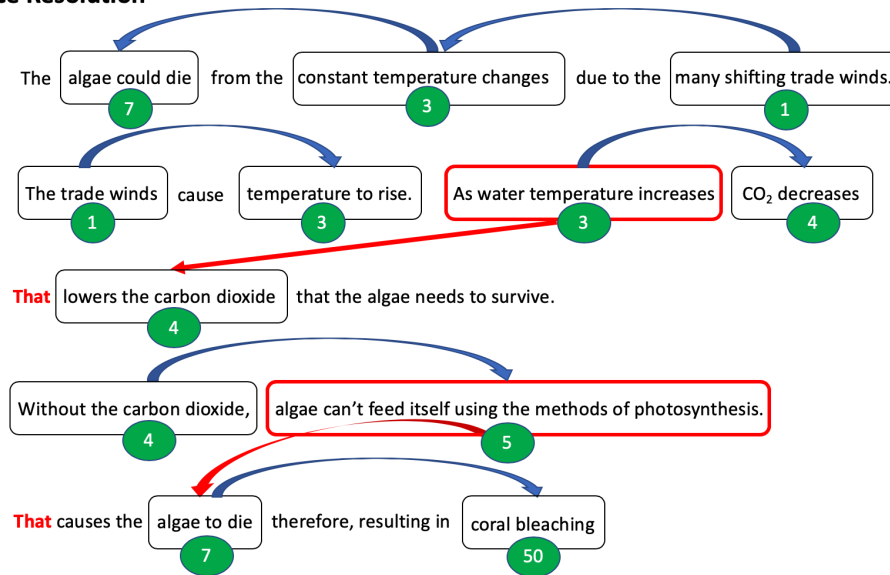 The algae could die from the constant temperature changes due to the many shifting trade winds.
7 3 1
The trade winds cause temperature to rise. As water temperature increases CO₂ decreases
1 3 3 4
That lowers the carbon dioxide that the algae needs to survive.
4
Without the carbon dioxide, algae can't feed itself using the methods of photosynthesis.
4 5
That causes the algae to die therefore, resulting in coral bleaching
7 50